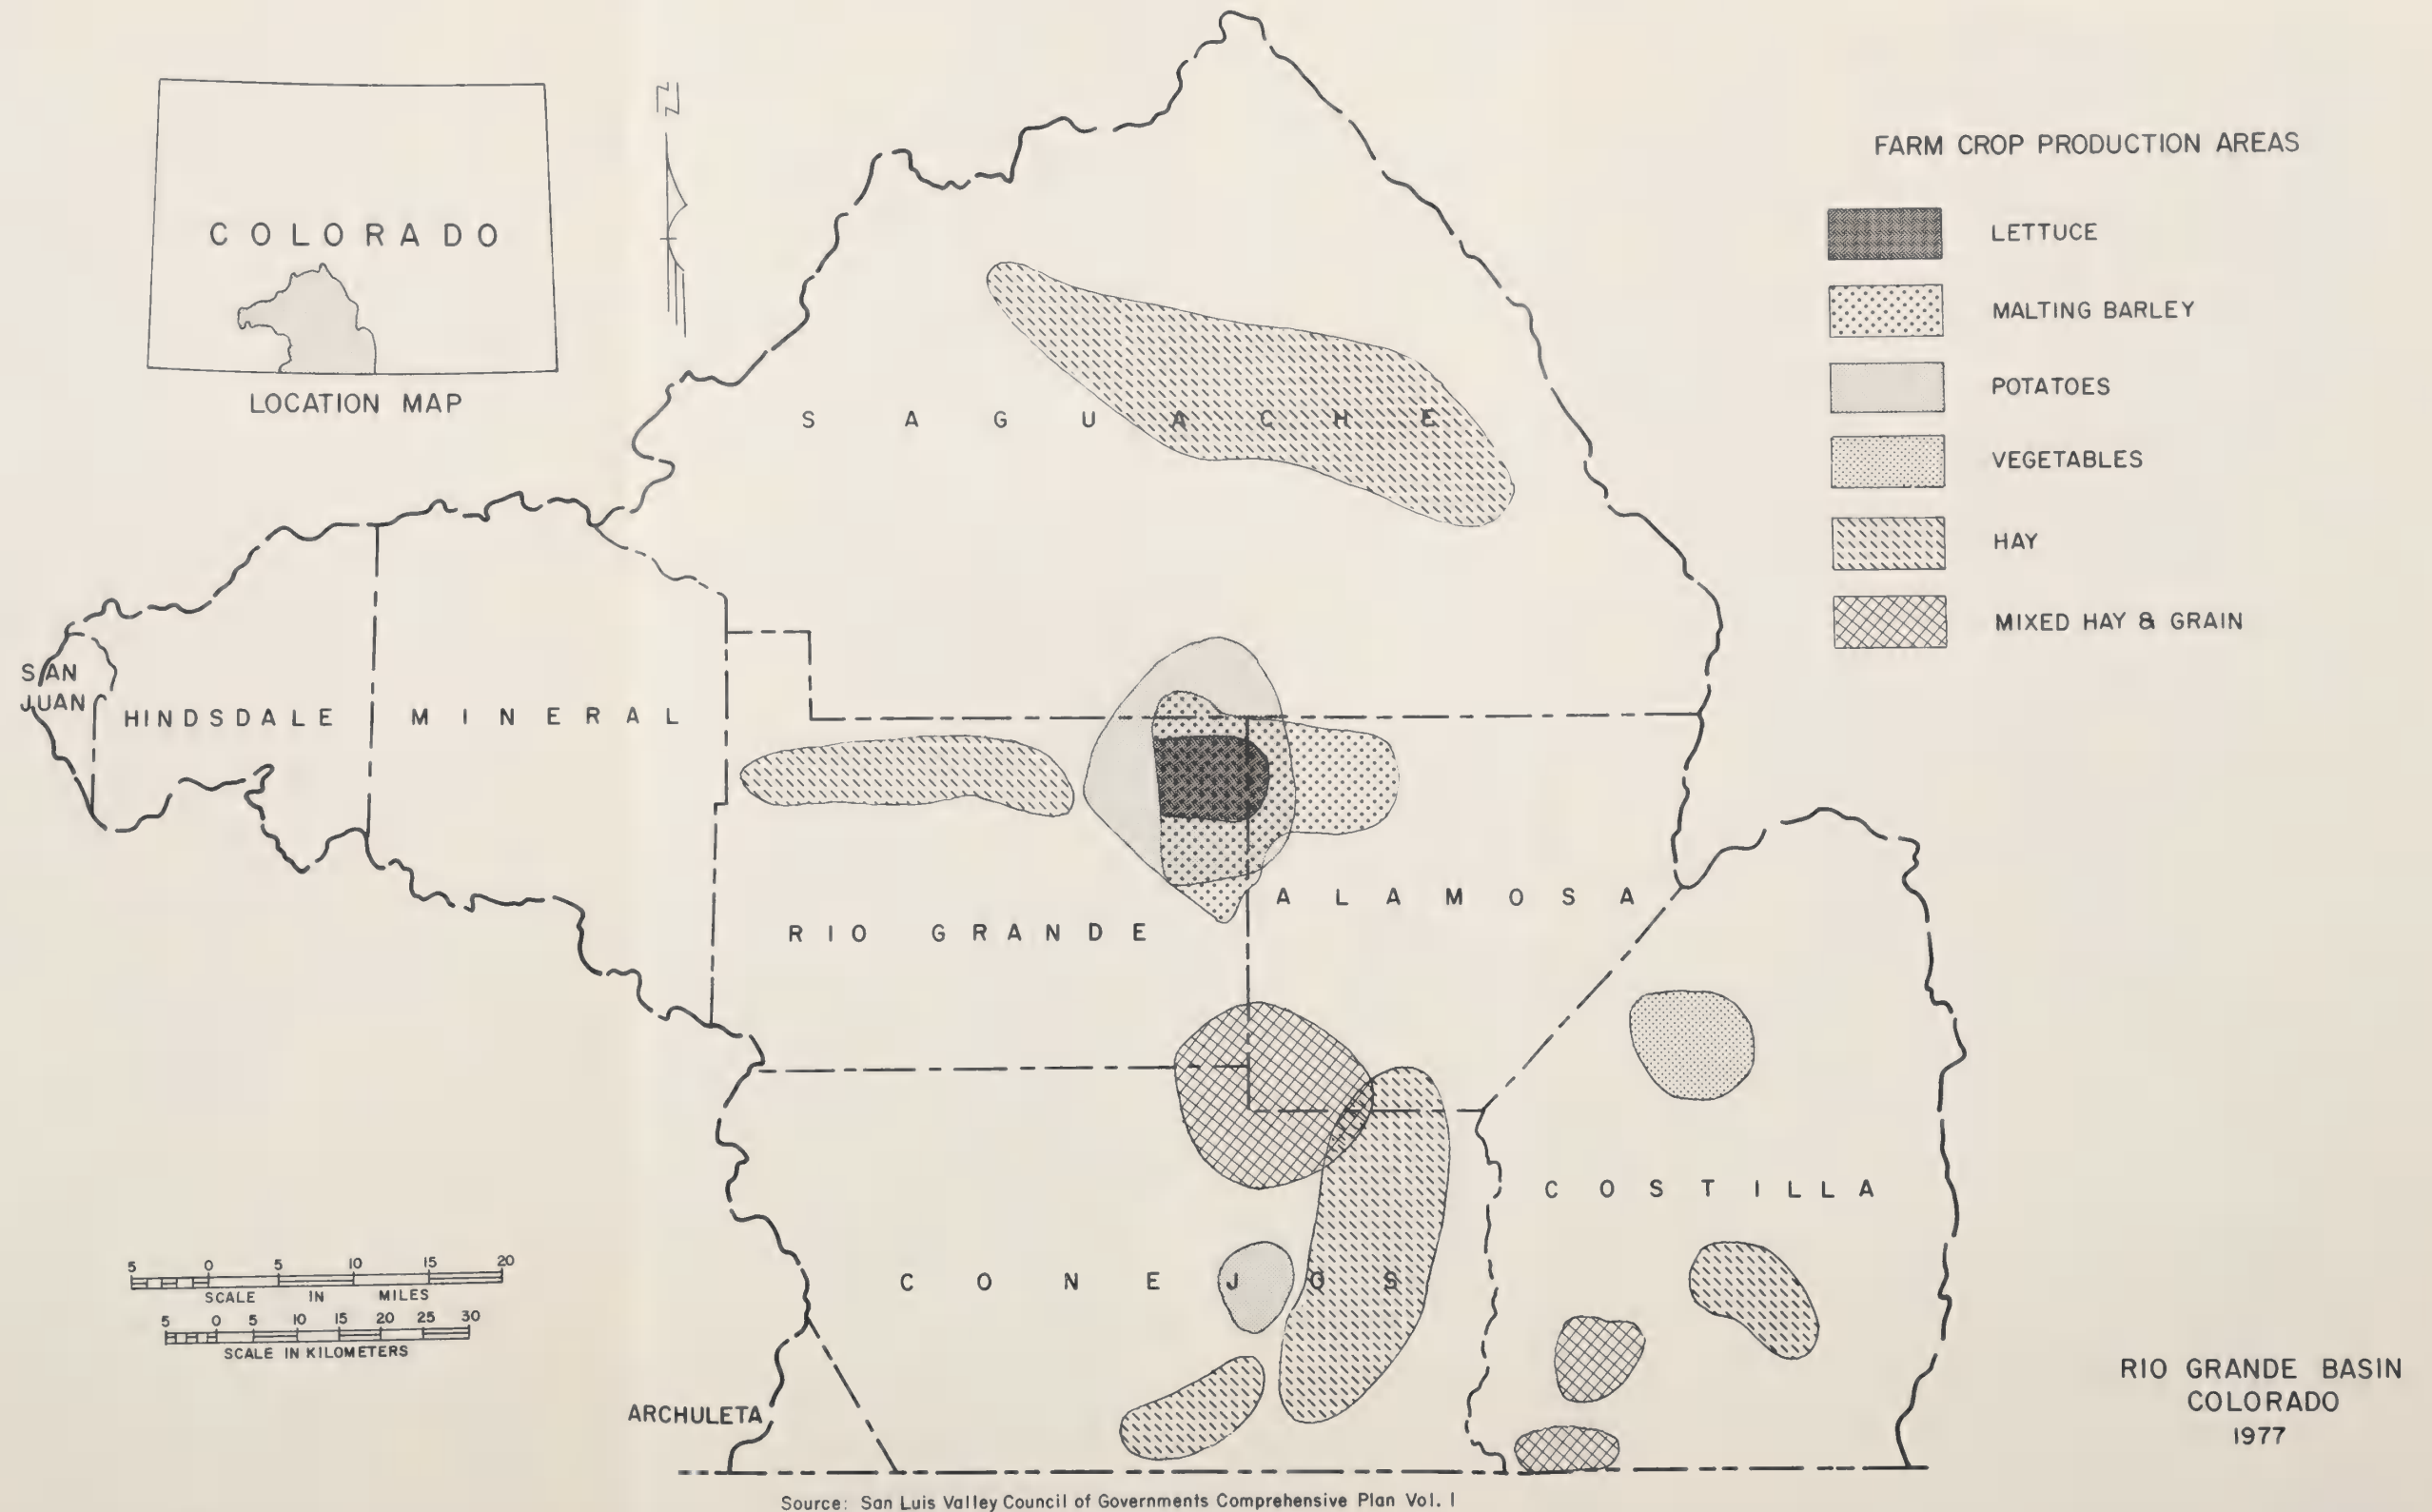 COLORADO
LOCATION MAP
N
FARM CROP PRODUCTION AREAS
LETTUCE
MALTING BARLEY
POTATOES
VEGETABLES
HAY
MIXED HAY & GRAIN
SAGUACHE
SAN
JUAN
HINDSDALE
MINERAL
RIO GRANDE
ALAMOSA
COSTILLA
CONEJOS
ARCHULETA
5 0 5 10 15 20
SCALE IN MILES
5 0 5 10 15 20 25 30
SCALE IN KILOMETERS
RIO GRANDE BASIN
COLORADO
1977
Source: San Luis Valley Council of Governments Comprehensive Plan Vol. I